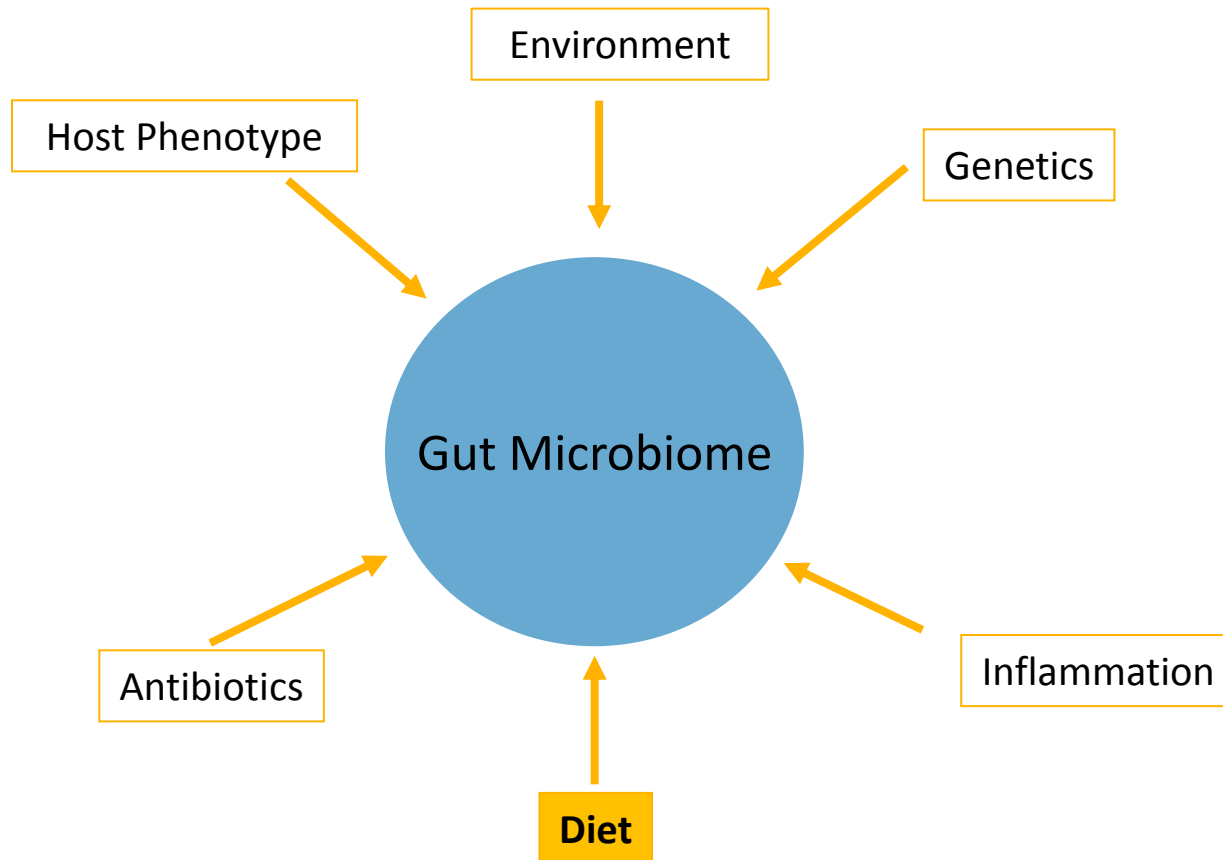 Environment
Host Phenotype
Genetics
Gut Microbiome
Antibiotics
Inflammation
Diet